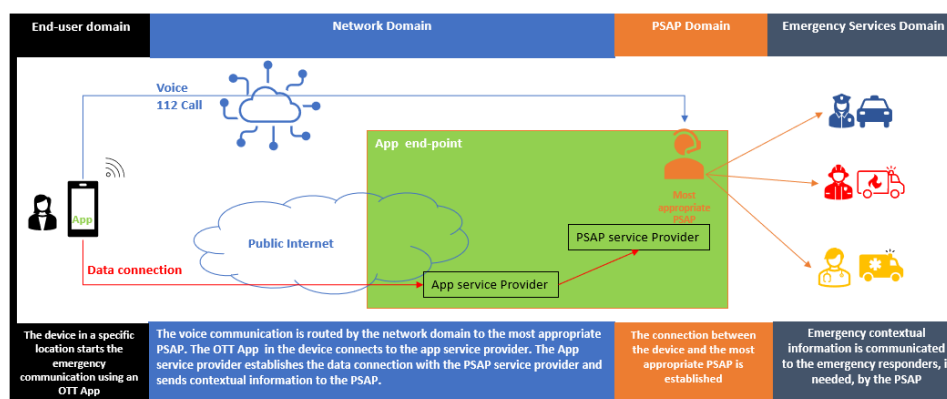 End-user domain
Network Domain
PSAP Domain
Emergency Services Domain
Voice
112 Call
App end-point
App
Most
appropriate
PSAP
Public Internet
PSAP service Provider
Data connection
App service Provider
The device in a specific
location starts the
emergency
communication using an
OTT App
The voice communication is routed by the network domain to the most appropriate
PSAP. The OTT App in the device connects to the app service provider. The App
service provider establishes the data connection with the PSAP service provider and
sends contextual information to the PSAP.
The connection between
the device and the most
appropriate PSAP is
established
Emergency contextual
information is communicated
to the emergency responders, i
needed, by the PSAP